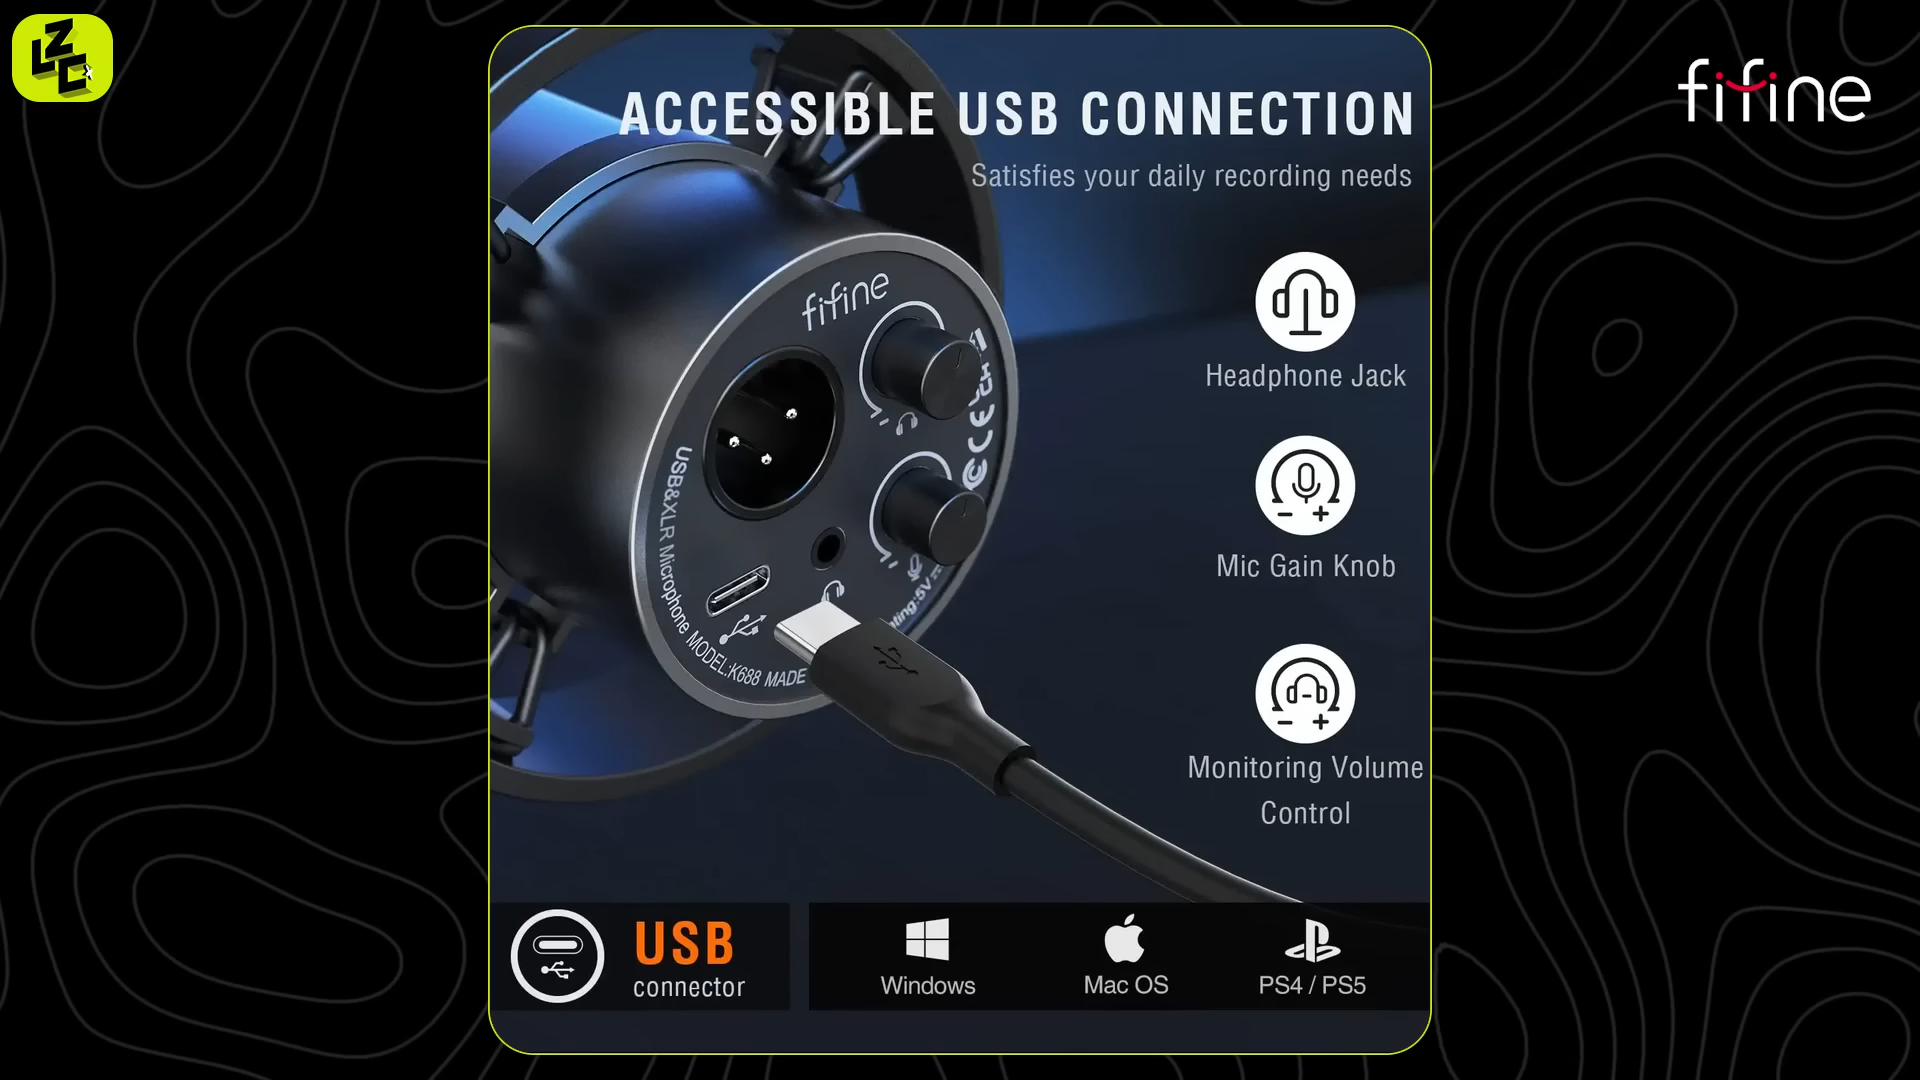 LZC
fifine
ACCESSIBLE USB CONNECTION
Satisfies your daily recording needs
fifine
USB&XLR Microphone MODEL:K688 MADE
Headphone Jack
Mic Gain Knob
Monitoring Volume
Control
USB
connector
Windows
Mac OS
PS4 / PS5